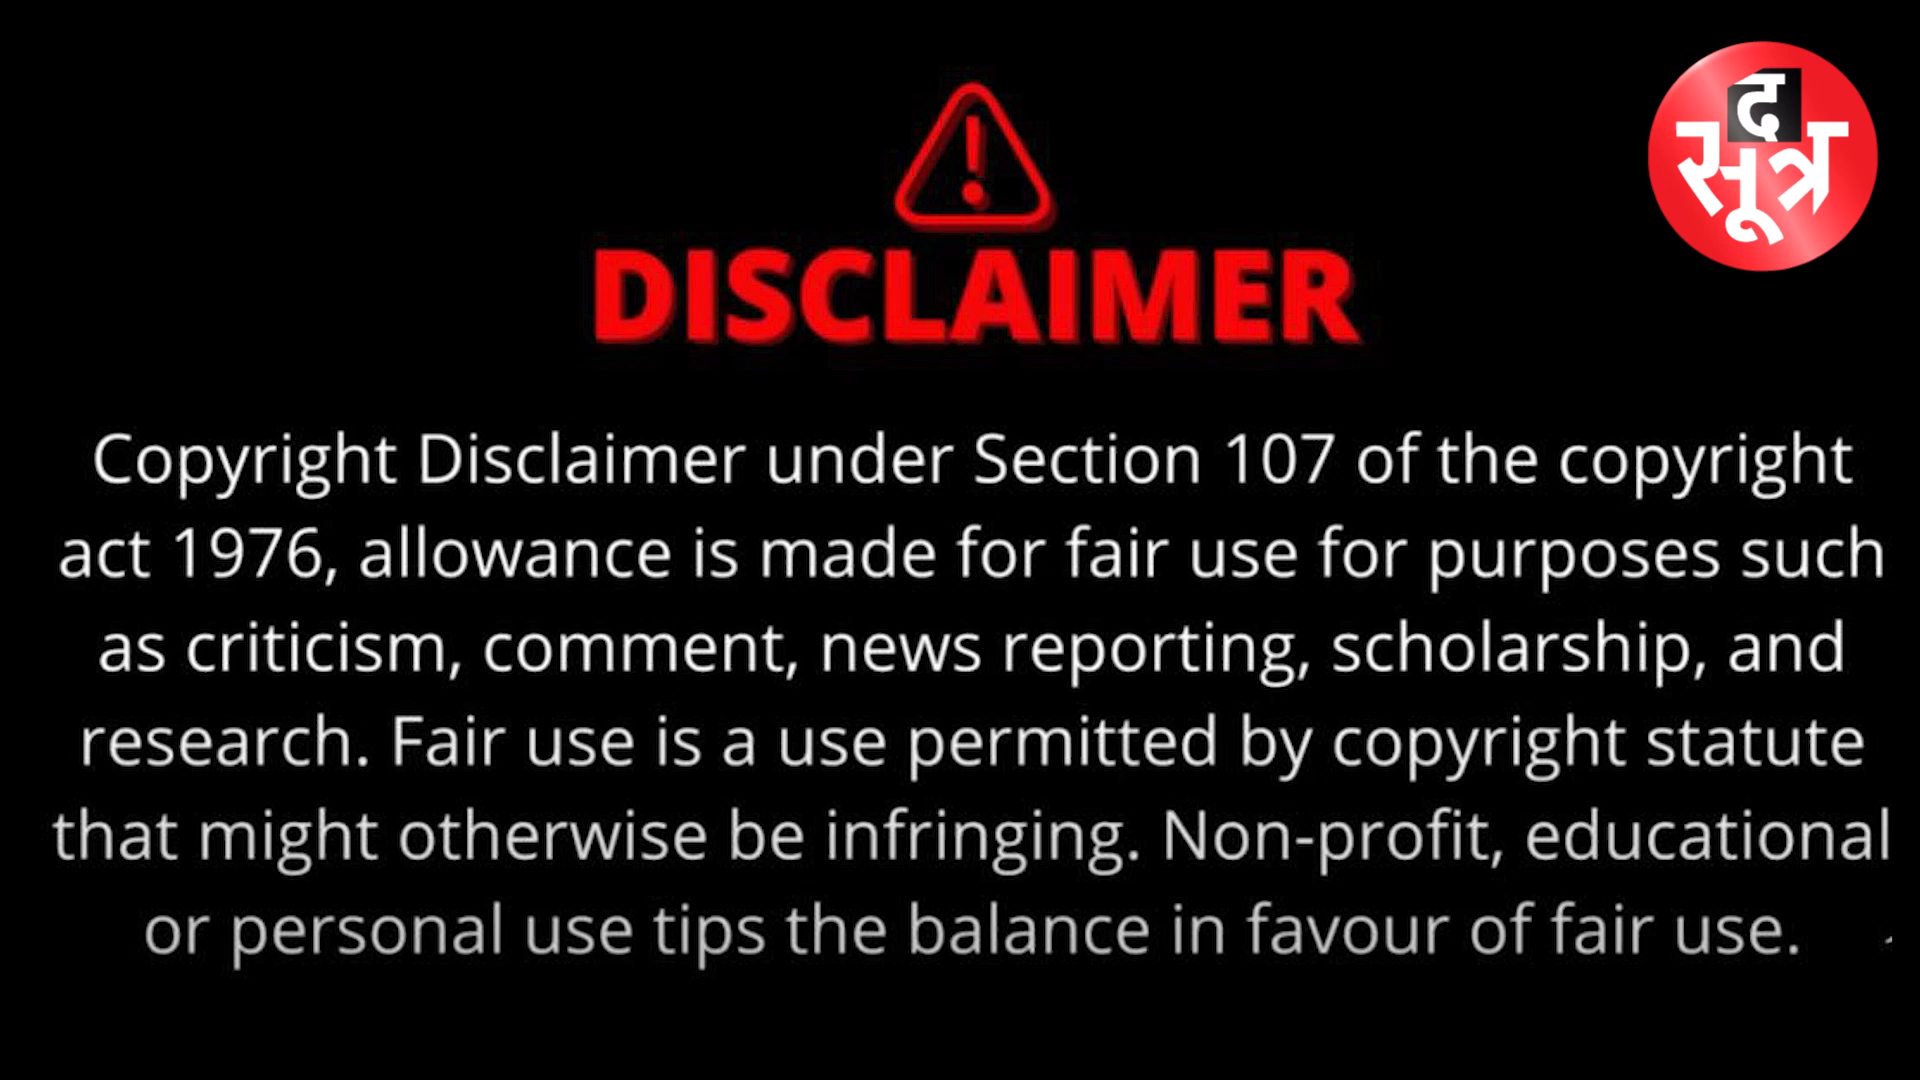 द
सूत्र
DISCLAIMER
Copyright Disclaimer under Section 107 of the copyright
act 1976, allowance is made for fair use for purposes such
as criticism, comment, news reporting, scholarship, and
research. Fair use is a use permitted by copyright statute
that might otherwise be infringing. Non-profit, educational
or personal use tips the balance in favour of fair use.